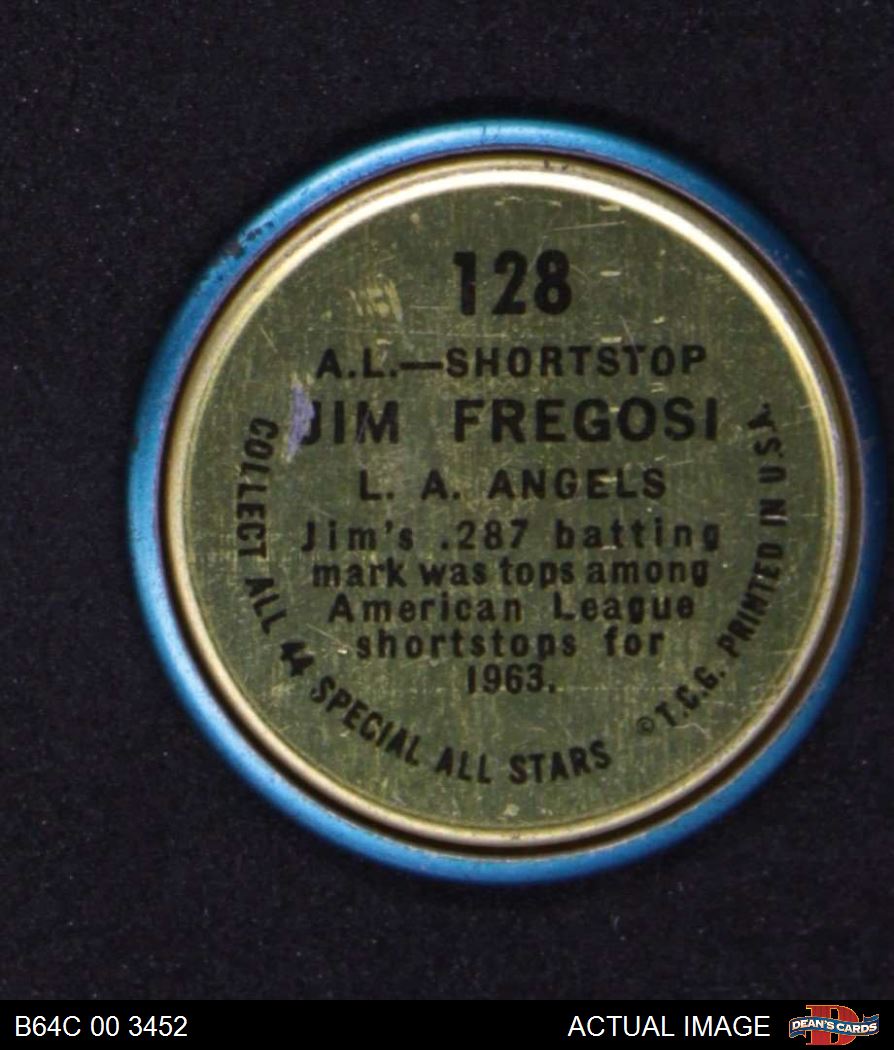 128
A.L.—SHORTSTOP
JIM FREGOSI
L. A. ANGELS
Jim's .287 batting
mark was tops among
American League
shortstops for
1963.
COLLECT ALL 44 SPECIAL ALL STARS
©T.C.G. PRINTED IN U.S.A.
B64C 00 3452
ACTUAL IMAGE
D
DEAN'S CARDS